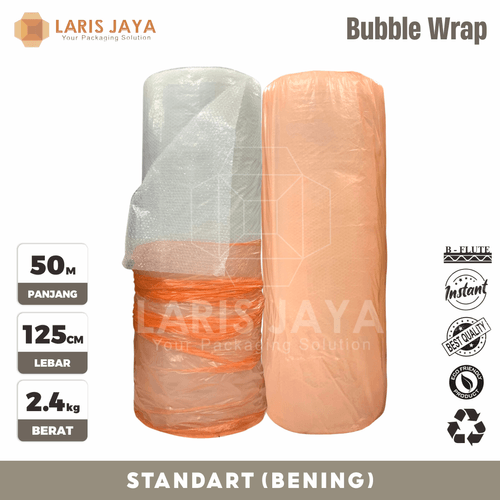 LARIS JAYA
Your Packaging Solution
Bubble Wrap
50M
PANJANG
125CM
LEBAR
2.4kg
BERAT
LARIS JAYA
Your Packaging Solution
B - FLUTE
Instant
BEST QUALITY
ECO FRIENDLY
PRODUCT
STANDART (BENING)